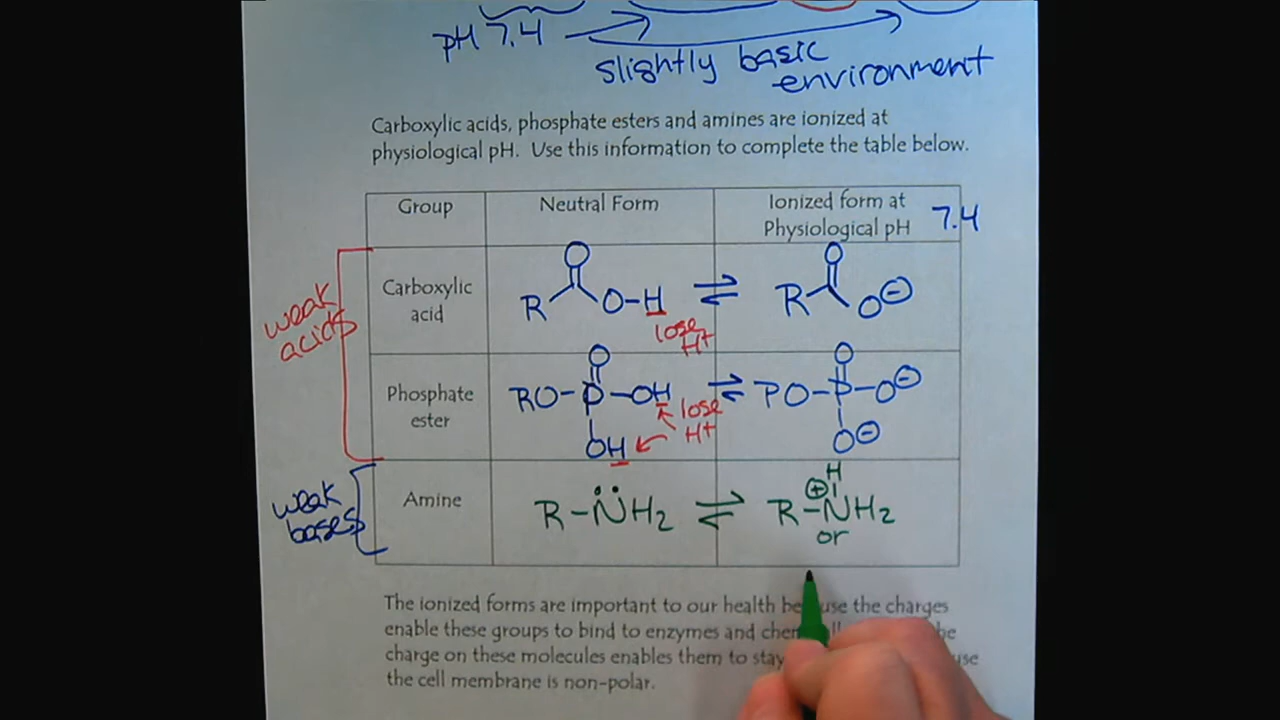 pH 7.4
slightly basic
environment
Carboxylic acids, phosphate esters and amines are ionized at
physiological pH. Use this information to complete the table below.
Group Neutral Form Ionized form at
Physiological pH 7.4
weak
acids
Carboxylic
acid
O
R O-H ⇌ O
R O⊖
lose
H+
Phosphate
ester
O
RO-P-OH ⇌ O
PO-P-O⊖
OH O⊖
lose
H+
weak
bases
Amine R-N̈H2 ⇌ H
R-⊕NH2
or
The ionized forms are important to our health the charges
enable these groups to bind to enzymes and
charge on these molecules enables them to stay
the cell membrane is non-polar.